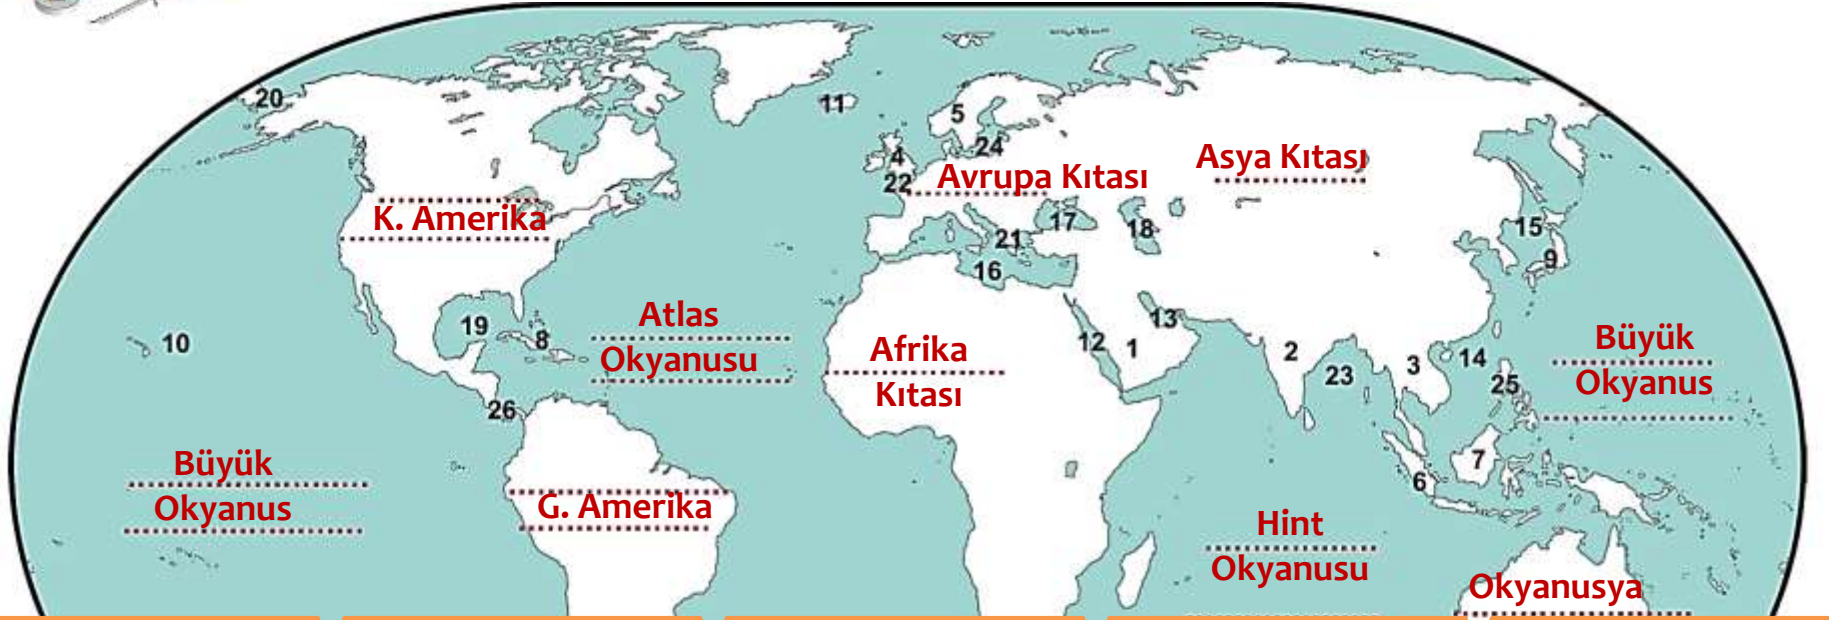 20
11
5
24
4
22
Avrupa Kıtası
Asya Kıtası
K. Amerika
17
18
21
16
15
9
10
19
8
Atlas
Okyanusu
Afrika
Kıtası
12
1
13
2
23
3
14
25
Büyük
Okyanus
26
Büyük
Okyanus
G. Amerika
6
7
Hint
Okyanusu
Okyanusya